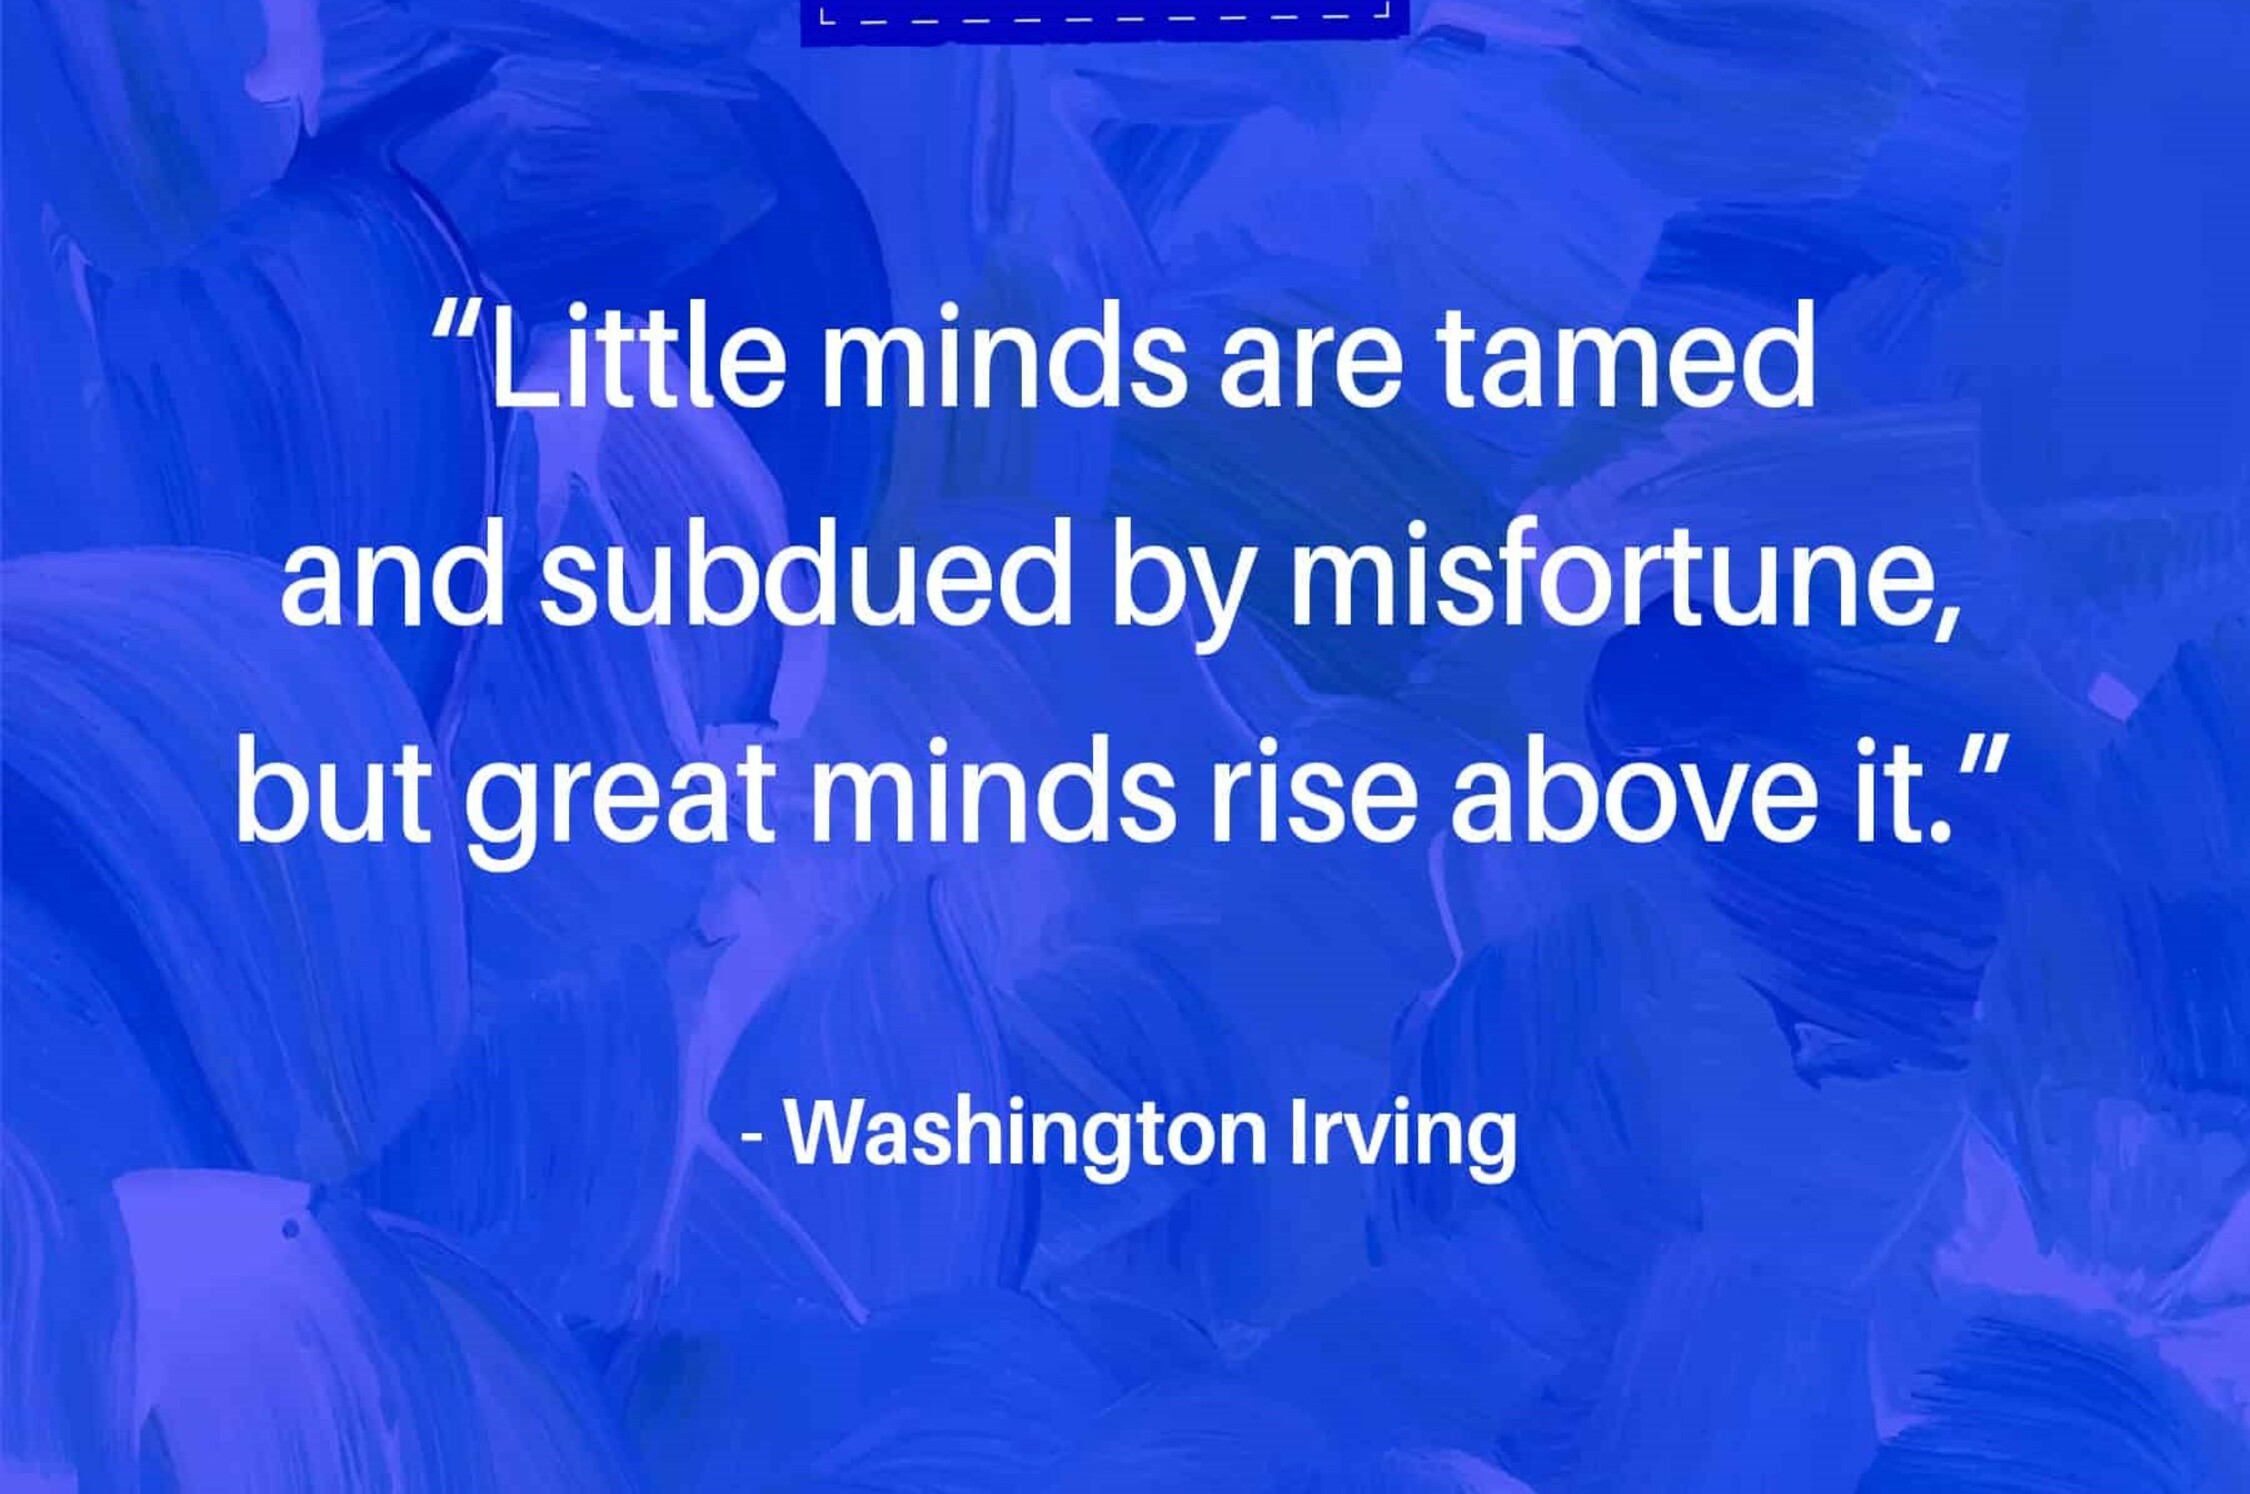 “Little minds are tamed
and subdued by misfortune,
but great minds rise above it.”
- Washington Irving